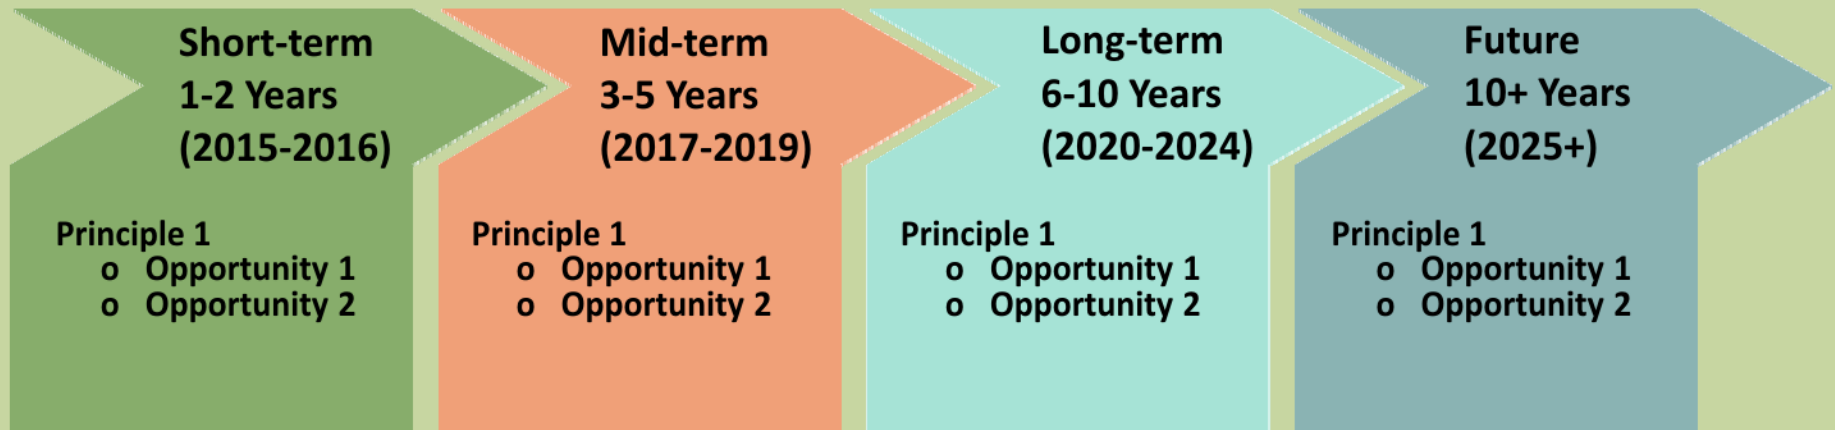 Short-term
1-2 Years
(2015-2016)
Principle 1
o Opportunity 1
o Opportunity 2
Mid-term
3-5 Years
(2017-2019)
Principle 1
o Opportunity 1
o Opportunity 2
Long-term
6-10 Years
(2020-2024)
Principle 1
o Opportunity 1
o Opportunity 2
Future
10+ Years
(2025+)
Principle 1
o Opportunity 1
o Opportunity 2